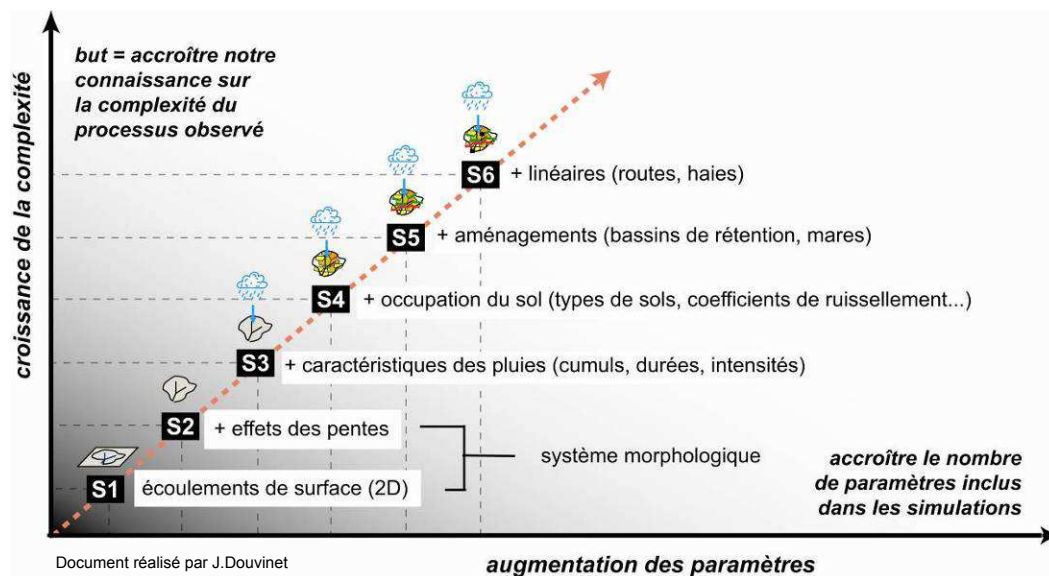 but = accroître notre
connaissance sur
la complexité du
processus observé
croissance de la complexité
S6 + linéaires (routes, haies)
S5 + aménagements (bassins de rétention, mares)
S4 + occupation du sol (types de sols, coefficients de ruissellement...)
S3 + caractéristiques des pluies (cumuls, durées, intensités)
S2 + effets des pentes
système morphologique
S1 écoulements de surface (2D)
accroître le nombre
de paramètres inclus
dans les simulations
Document réalisé par J.Douvinet
augmentation des paramètres